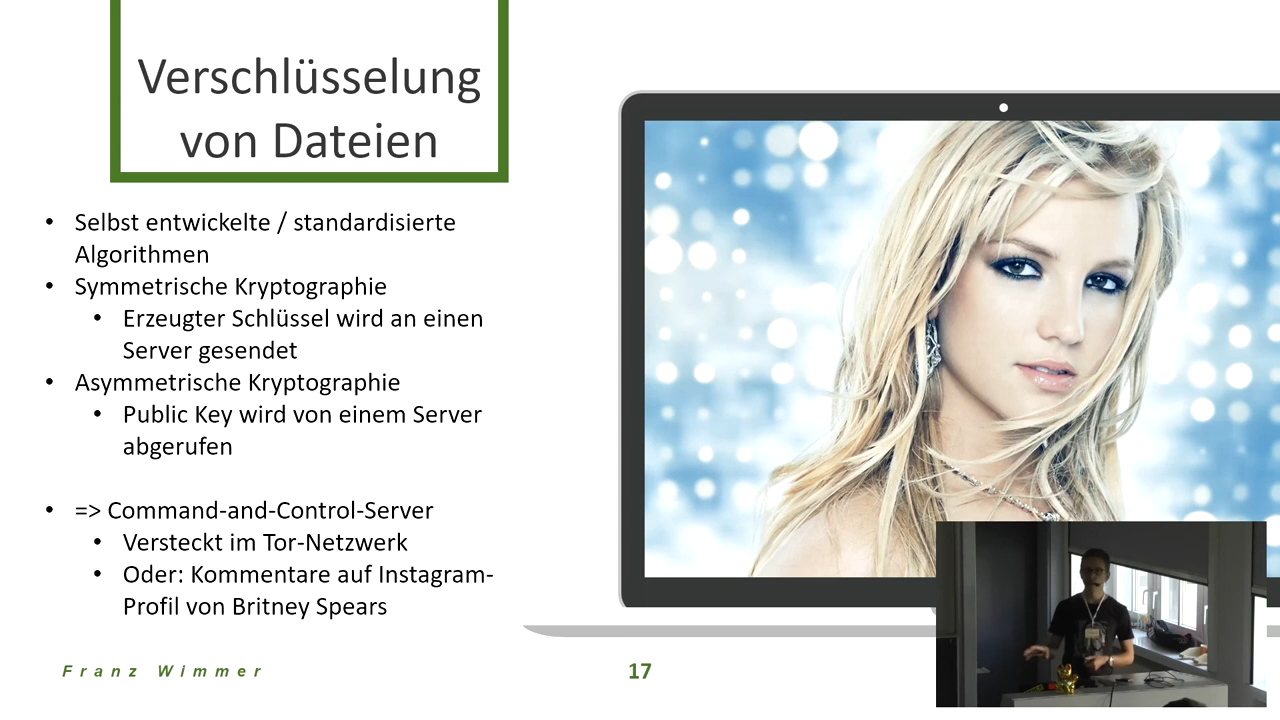 Verschlüsselung
von Dateien
• Selbst entwickelte / standardisierte
Algorithmen
• Symmetrische Kryptographie
• Erzeugter Schlüssel wird an einen
Server gesendet
• Asymmetrische Kryptographie
• Public Key wird von einem Server
abgerufen
• => Command-and-Control-Server
• Versteckt im Tor-Netzwerk
• Oder: Kommentare auf Instagram-
Profil von Britney Spears
Franz Wimmer
17